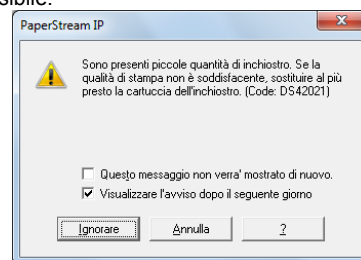 sibile.
PaperStream IP
Sono presenti piccole quantità di inchiostro. Se la
qualità di stampa non è soddisfacente, sostituire al più
presto la cartuccia dell'inchiostro. (Code: DS42021)
Questo messaggio non verra' mostrato di nuovo.
Visualizzare l'avviso dopo il seguente giorno
Ignorare Annulla ?